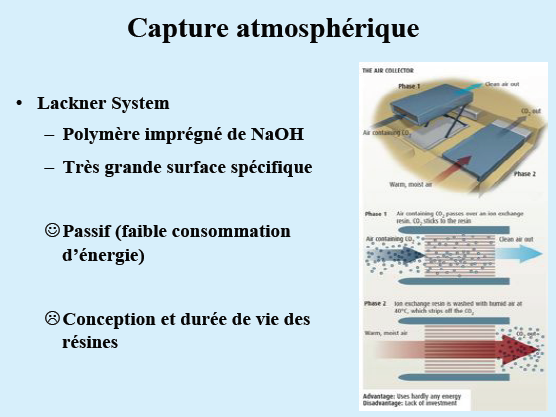 Capture atmosphérique
• Lackner System
– Polymère imprégné de NaOH
– Très grande surface spécifique
☺Passif (faible consommation
d'énergie)
☹Conception et durée de vie des
résines
THE AIR COLLECTOR
Phase 1
Clean air out
CO2 out
Air containing CO2
Phase 2
Warm, moist air
Phase 1 Air containing CO2 passes over an ion exchange
resin. CO2 sticks to the resin
Air containing CO2
Clean air out
Phase 2 Ion exchange resin is washed with humid air at
40°C, which strips off the CO2
Warm, moist air
CO2 out
Advantage: Uses hardly any energy
Disadvantage: Lack of investment